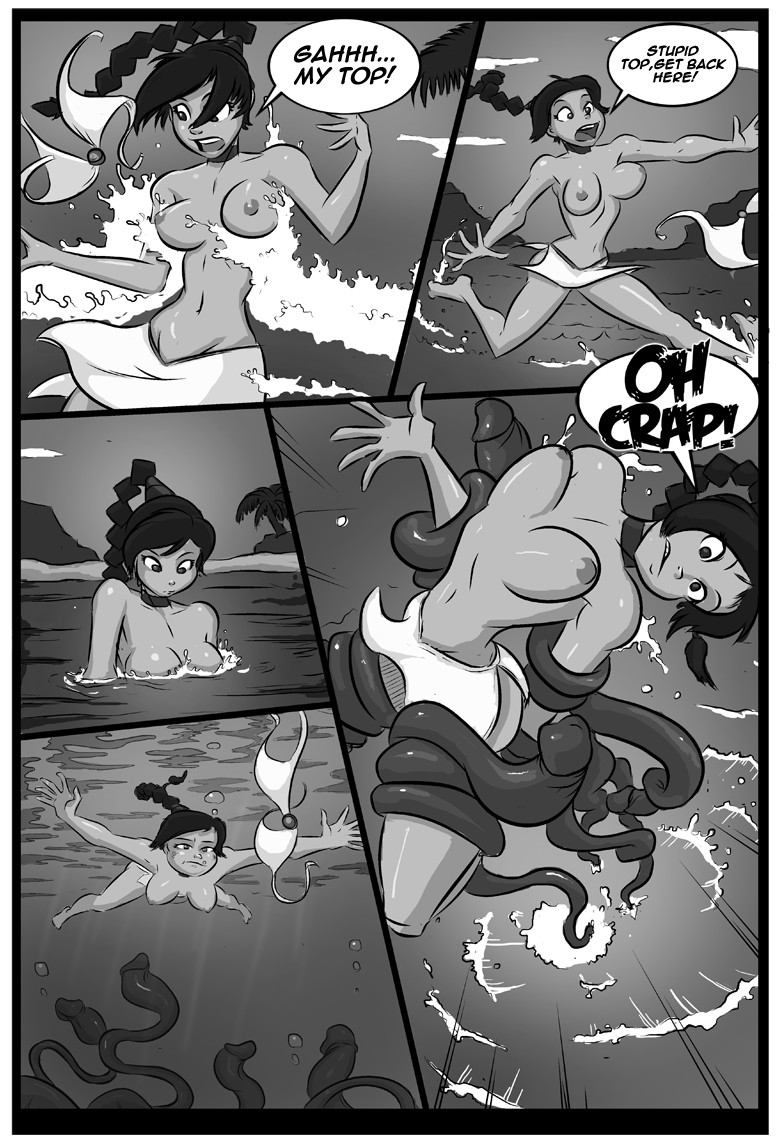 GAHHH...
MY TOP!
STUPID
TOP,GET BACK
HERE!
OH
CRAP!